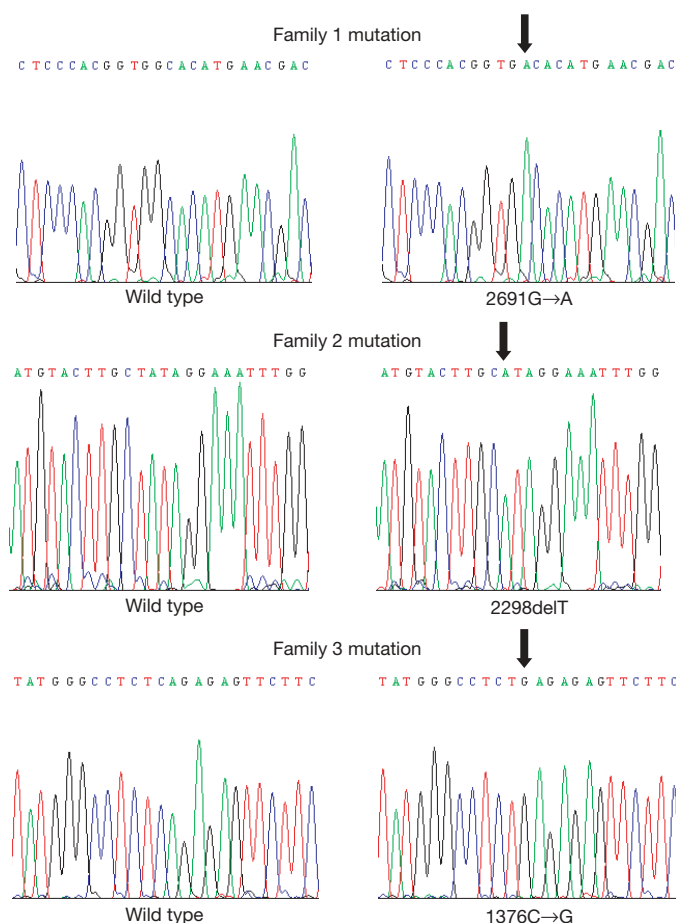 Family 1 mutation
CTCCCACGGTGGCACATGAACGAC
CTCCCACGGTGACACATGAACGAC
Wild type
2691G→A
Family 2 mutation
ATGTACTTGCTATAGGAAATTTGG
ATGTACTTGCATAGGAAATTTGG
Wild type
2298delT
Family 3 mutation
TATGGGCCTCTCAGAGAGTTCTTC
TATGGGCCTCTGAGAGAGTTCTTC
Wild type
1376C→G